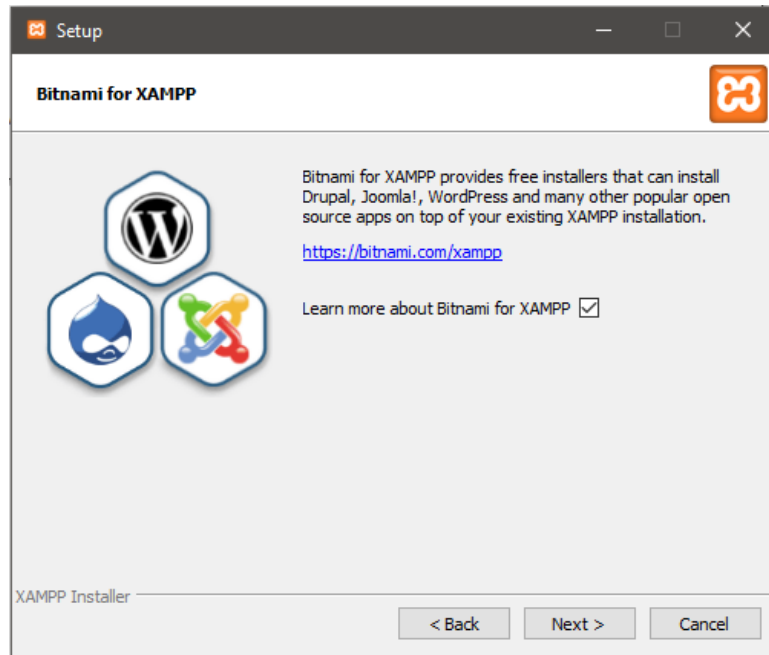 Setup
Bitnami for XAMPP
Bitnami for XAMPP provides free installers that can install
Drupal, Joomla!, WordPress and many other popular open
source apps on top of your existing XAMPP installation.
https://bitnami.com/xampp
Learn more about Bitnami for XAMPP
XAMPP Installer
< Back
Next >
Cancel